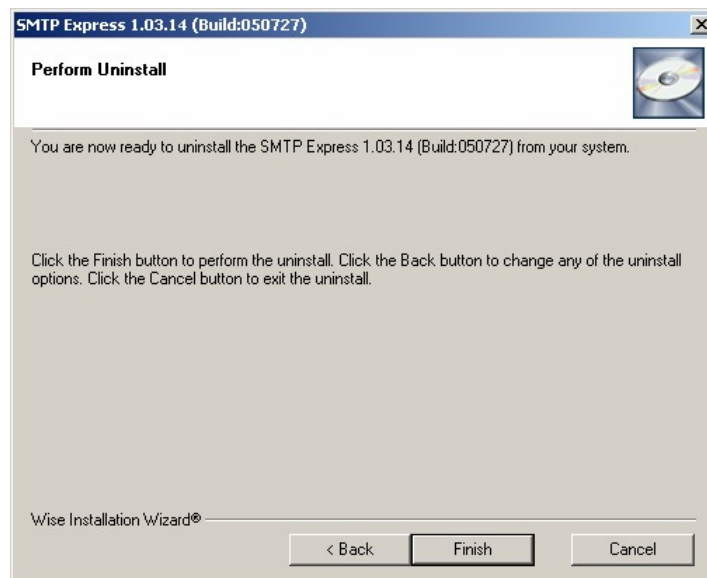 SMTP Express 1.03.14 (Build:050727)
Perform Uninstall
You are now ready to uninstall the SMTP Express 1.03.14 (Build:050727) from your system.
Click the Finish button to perform the uninstall. Click the Back button to change any of the uninstall
options. Click the Cancel button to exit the uninstall.
Wise Installation Wizard®
< Back
Finish
Cancel